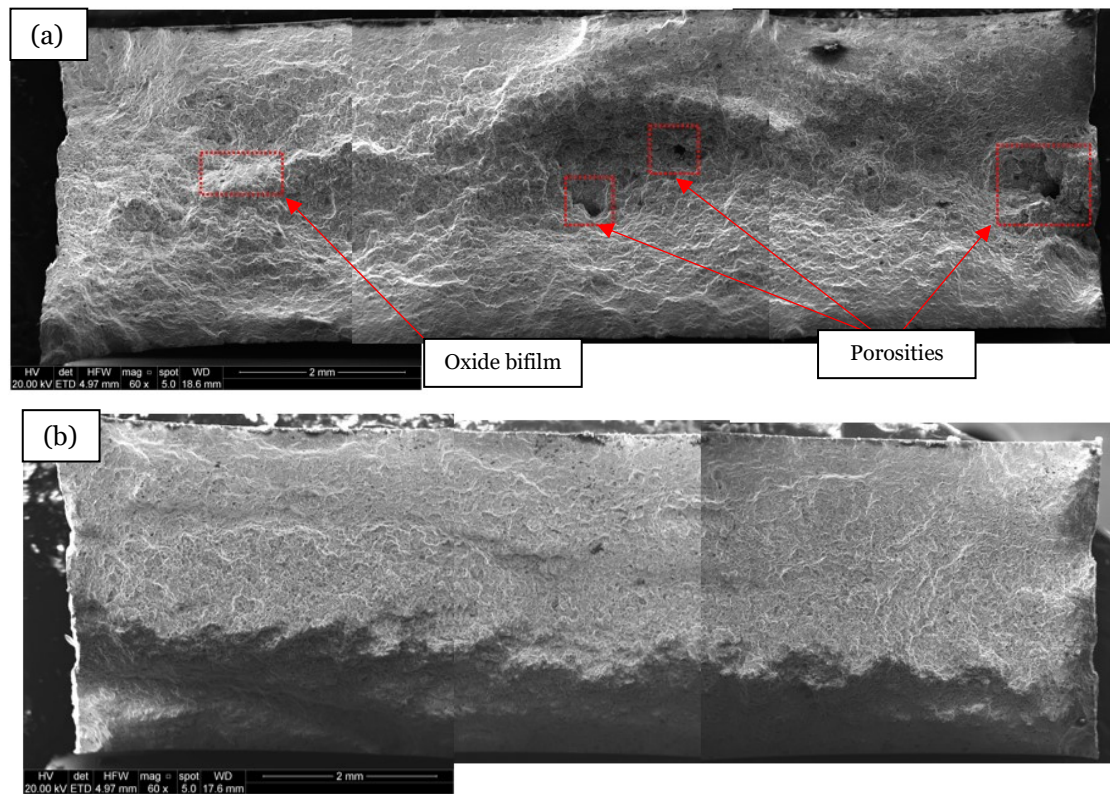 (a)
Oxide bifilm
Porosities
HV det HFW mag □ spot WD
20.00 kV ETD 4.97 mm 60 x 5.0 18.6 mm
2 mm
(b)
HV det HFW mag □ spot WD
20.00 kV ETD 4.97 mm 60 x 5.0 17.6 mm
2 mm